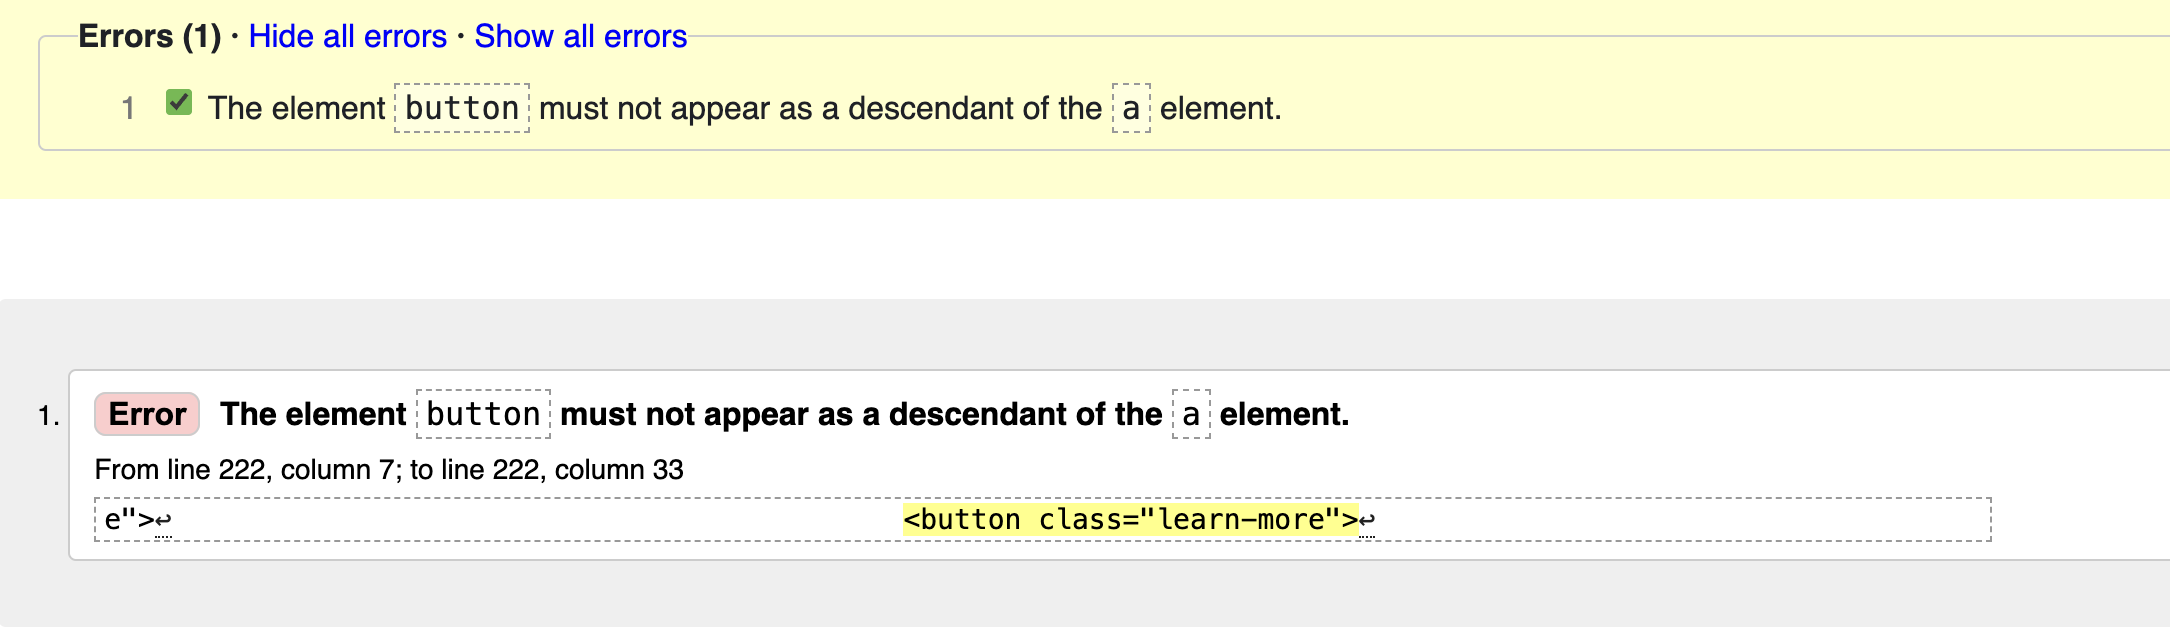 Errors (1) · Hide all errors · Show all errors
1 The element button must not appear as a descendant of the a element.
1. Error The element button must not appear as a descendant of the a element.
From line 222, column 7; to line 222, column 33
e">↩ <button class="learn-more">↩